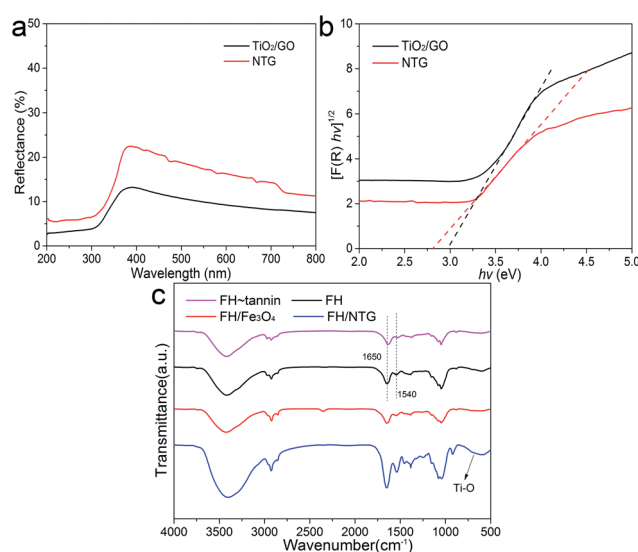 a
TiO₂/GO
NTG
Reflectance (%)
50
40
30
20
10
0
200 300 400 500 600 700 800
Wavelength (nm)
b
TiO₂/GO
NTG
[F(R) hv]¹/²
10
8
6
4
2
0
2.0 2.5 3.0 3.5 4.0 4.5 5.0
hv (eV)
c
FH~tannin FH
FH/Fe₃O₄ FH/NTG
1650
1540
Ti-O
Transmittance(a.u.)
4000 3500 3000 2500 2000 1500 1000 500
Wavenumber(cm⁻¹)